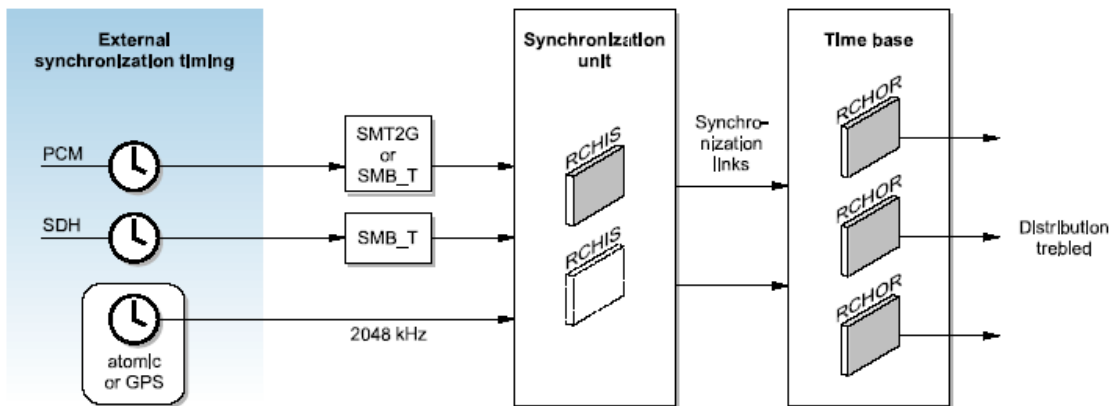 External
synchronization timing
PCM
SDH
atomic
or GPS
SMT2G
or
SMB_T
SMB_T
2048 kHz
Synchronization
unit
RCHIS
RCHIS
Synchro-
nization
links
Time base
RCHOR
RCHOR
RCHOR
Distribution
trebled